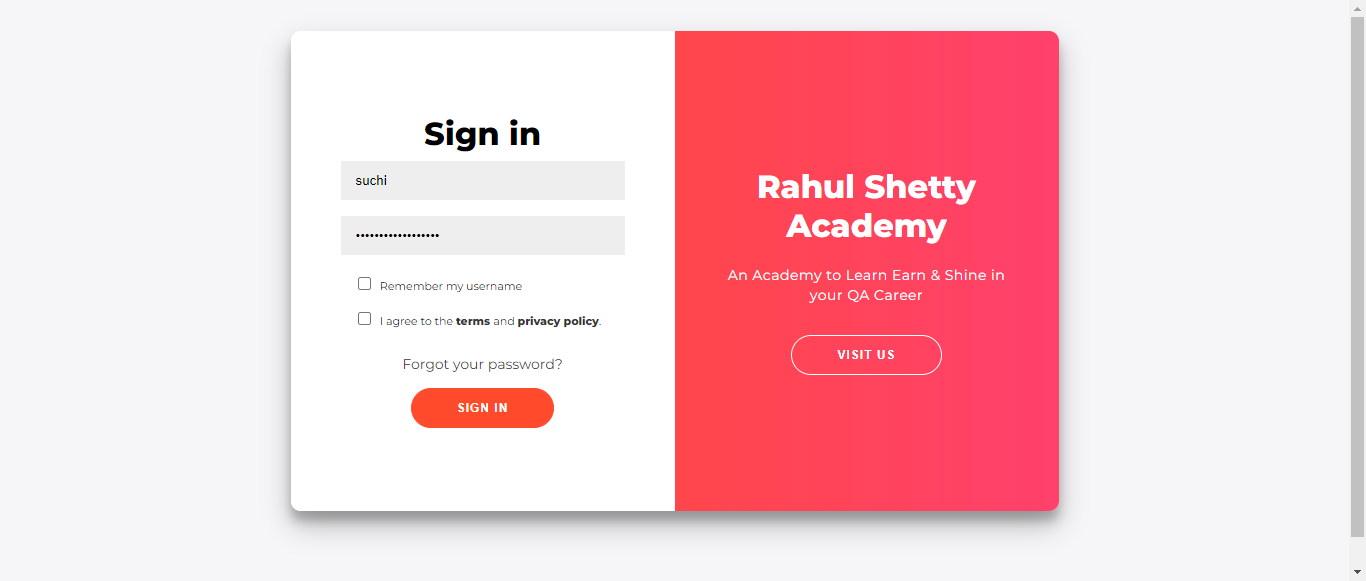 Sign in
suchi
•••••••••••••••••
Remember my username
I agree to the terms and privacy policy.
Forgot your password?
SIGN IN
Rahul Shetty
Academy
An Academy to Learn Earn & Shine in
your QA Career
VISIT US